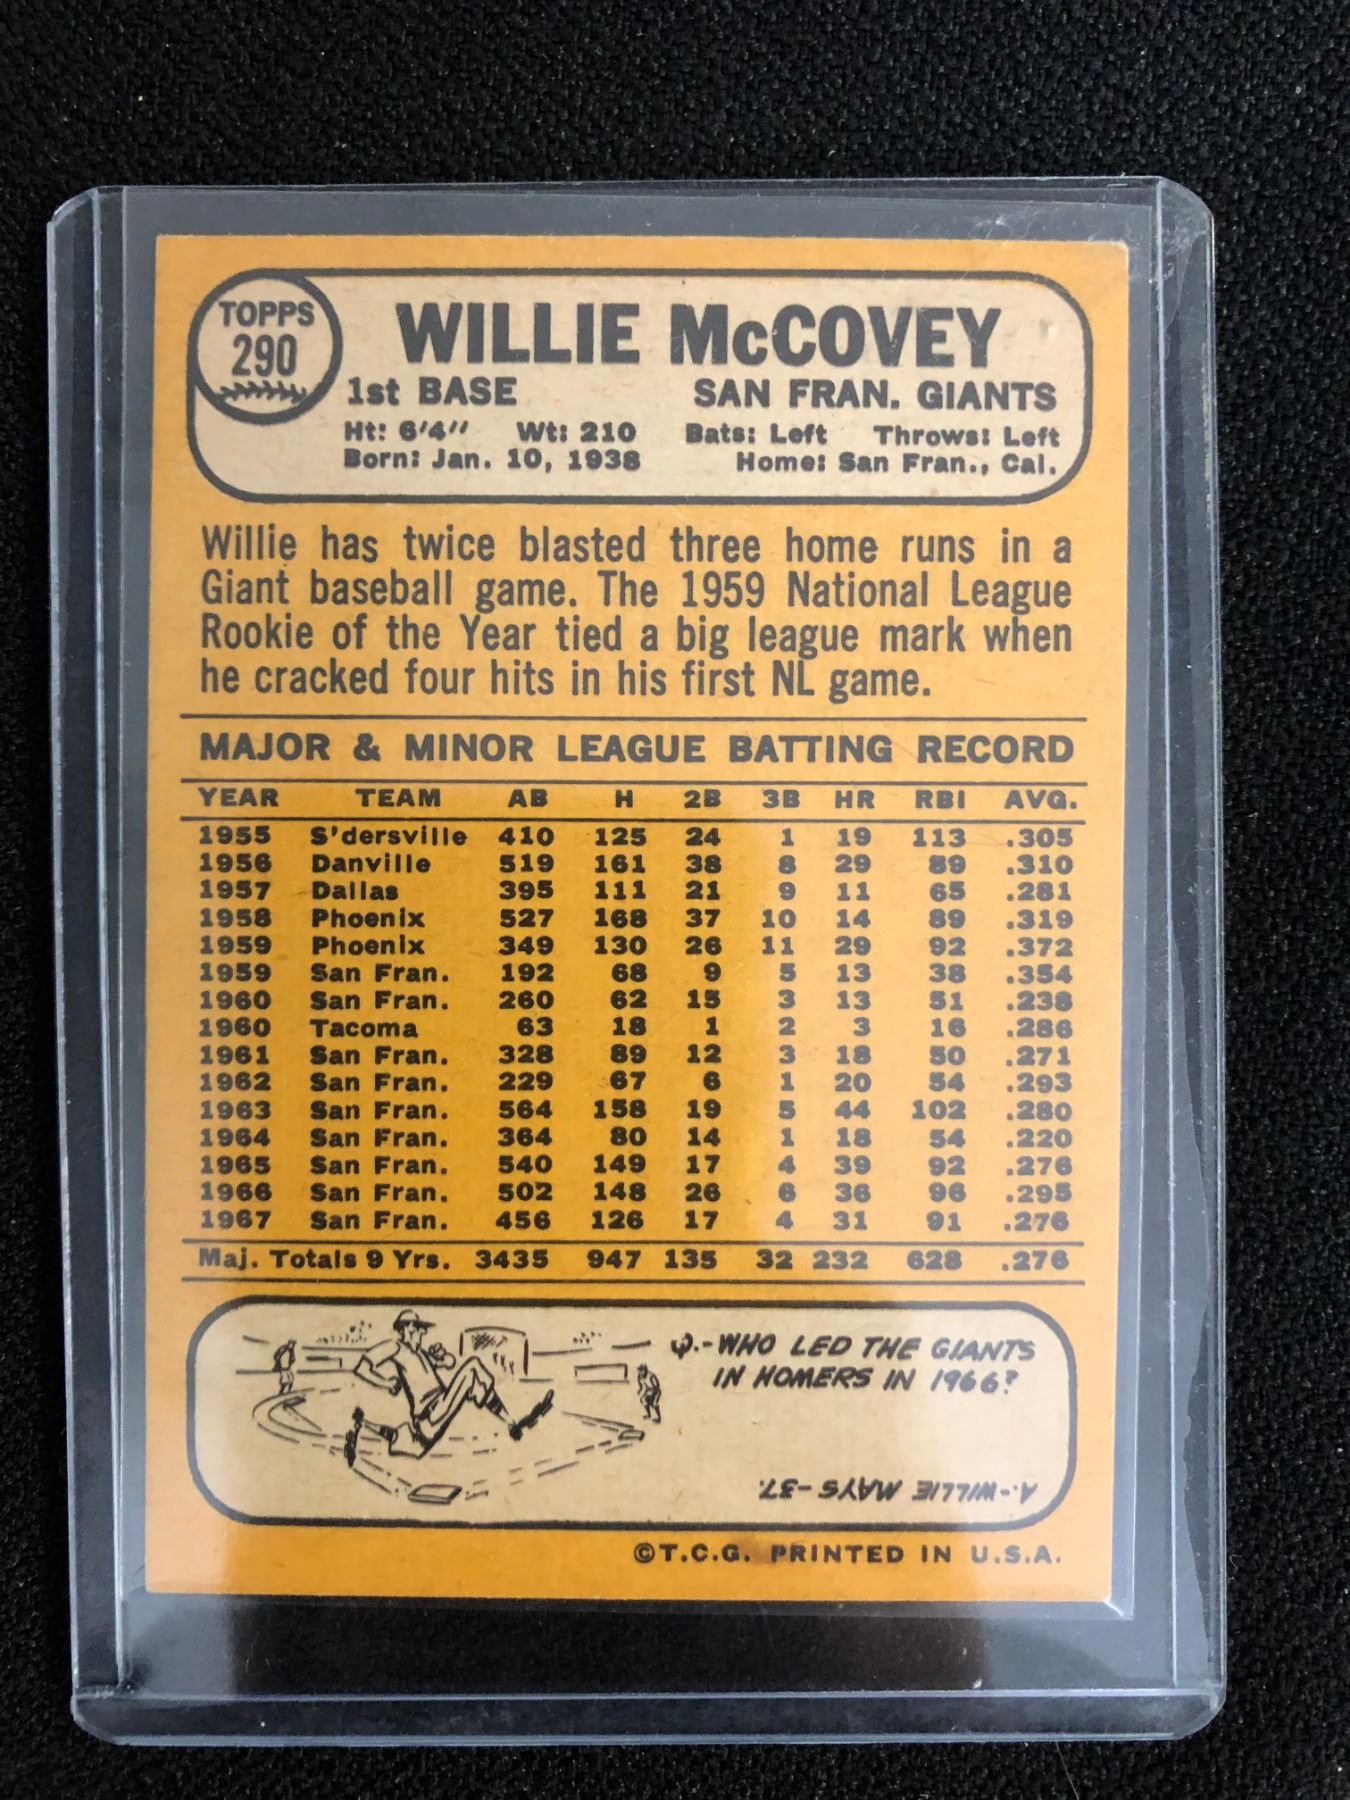 TOPPS
290
WILLIE McCOVEY
1st BASE SAN FRAN. GIANTS
Ht: 6'4" Wt: 210 Bats: Left Throws: Left
Born: Jan. 10, 1938 Home: San Fran., Cal.
Willie has twice blasted three home runs in a
Giant baseball game. The 1959 National League
Rookie of the Year tied a big league mark when
he cracked four hits in his first NL game.
MAJOR & MINOR LEAGUE BATTING RECORD
YEAR TEAM AB H 2B 3B HR RBI AVG.
1955 S'dersville 410 125 24 1 19 113 .305
1956 Danville 519 161 38 8 29 89 .310
1957 Dallas 395 111 21 9 11 65 .281
1958 Phoenix 527 168 37 10 14 89 .319
1959 Phoenix 349 130 26 11 29 92 .372
1959 San Fran. 192 68 9 5 13 38 .354
1960 San Fran. 260 62 15 3 13 51 .238
1960 Tacoma 63 18 1 2 3 16 .286
1961 San Fran. 328 89 12 3 18 50 .271
1962 San Fran. 229 67 6 1 20 54 .293
1963 San Fran. 564 158 19 5 44 102 .280
1964 San Fran. 364 80 14 1 18 54 .220
1965 San Fran. 540 149 17 4 39 92 .276
1966 San Fran. 502 148 26 6 36 96 .295
1967 San Fran. 456 126 17 4 31 91 .276
Maj. Totals 9 Yrs. 3435 947 135 32 232 628 .276
Q.-WHO LED THE GIANTS
IN HOMERS IN 1966?
A.-WILLIE MAYS-37.
©T.C.G. PRINTED IN U.S.A.